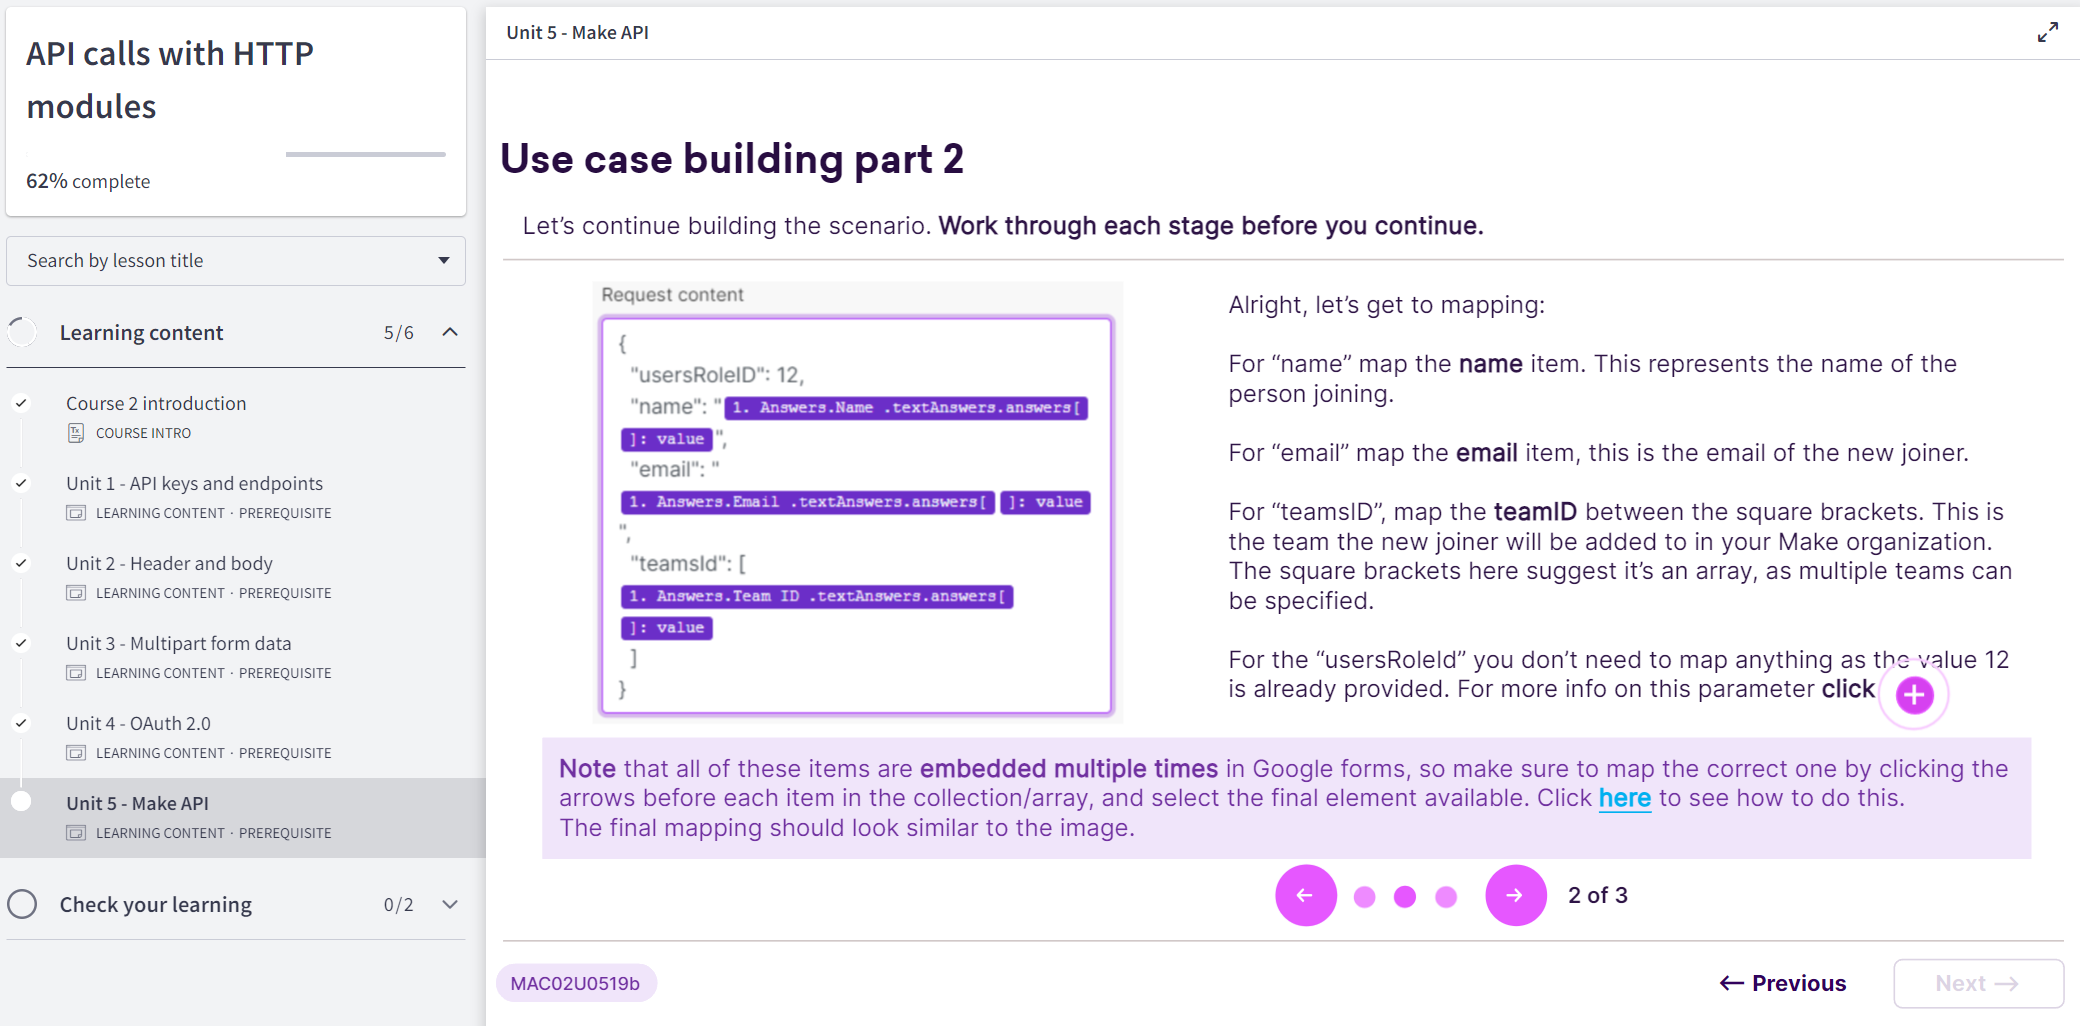 API calls with HTTP
modules
62% complete
Search by lesson title
Learning content 5/6
Course 2 introduction
COURSE INTRO
Unit 1 - API keys and endpoints
LEARNING CONTENT · PREREQUISITE
Unit 2 - Header and body
LEARNING CONTENT · PREREQUISITE
Unit 3 - Multipart form data
LEARNING CONTENT · PREREQUISITE
Unit 4 - OAuth 2.0
LEARNING CONTENT · PREREQUISITE
Unit 5 - Make API
LEARNING CONTENT · PREREQUISITE
Check your learning 0/2
Unit 5 - Make API
Use case building part 2
Let’s continue building the scenario. Work through each stage before you continue.
Request content
{
"usersRoleID": 12,
"name": " 1. Answers.Name .textAnswers.answers[
]: value ",
"email": "
1. Answers.Email .textAnswers.answers[ ]: value
",
"teamsId": [
1. Answers.Team ID .textAnswers.answers[
]: value
]
}
Alright, let’s get to mapping:
For “name” map the name item. This represents the name of the
person joining.
For “email” map the email item, this is the email of the new joiner.
For “teamsID”, map the teamID between the square brackets. This is
the team the new joiner will be added to in your Make organization.
The square brackets here suggest it’s an array, as multiple teams can
be specified.
For the “usersRoleId” you don’t need to map anything as the value 12
is already provided. For more info on this parameter click
Note that all of these items are embedded multiple times in Google forms, so make sure to map the correct one by clicking the
arrows before each item in the collection/array, and select the final element available. Click here to see how to do this.
The final mapping should look similar to the image.
2 of 3
MAC02U0519b
← Previous
Next →